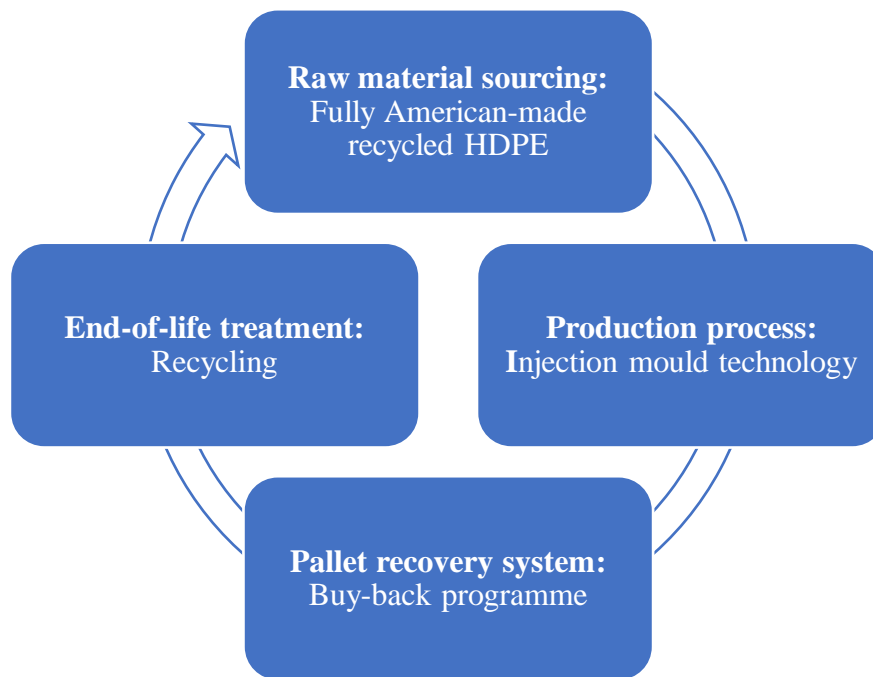 Raw material sourcing:
Fully American-made
recycled HDPE
Production process:
Injection mould technology
Pallet recovery system:
Buy-back programme
End-of-life treatment:
Recycling